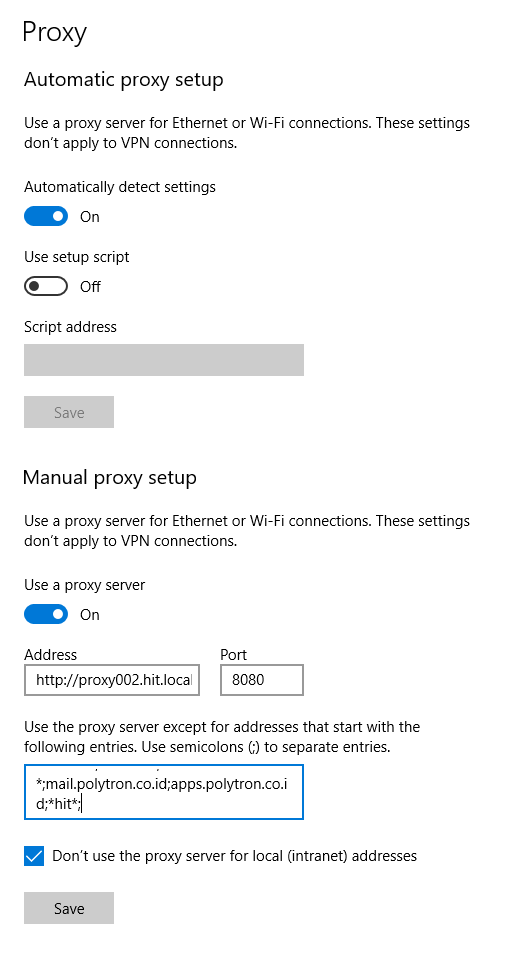 Proxy
Automatic proxy setup
Use a proxy server for Ethernet or Wi-Fi connections. These settings
don't apply to VPN connections.
Automatically detect settings
On
Use setup script
Off
Script address
Save
Manual proxy setup
Use a proxy server for Ethernet or Wi-Fi connections. These settings
don't apply to VPN connections.
Use a proxy server
On
Address Port
http://proxy002.hit.loca 8080
Use the proxy server except for addresses that start with the
following entries. Use semicolons (;) to separate entries.
*;mail.polytron.co.id;apps.polytron.co.i
d;*hit*;
Don't use the proxy server for local (intranet) addresses
Save